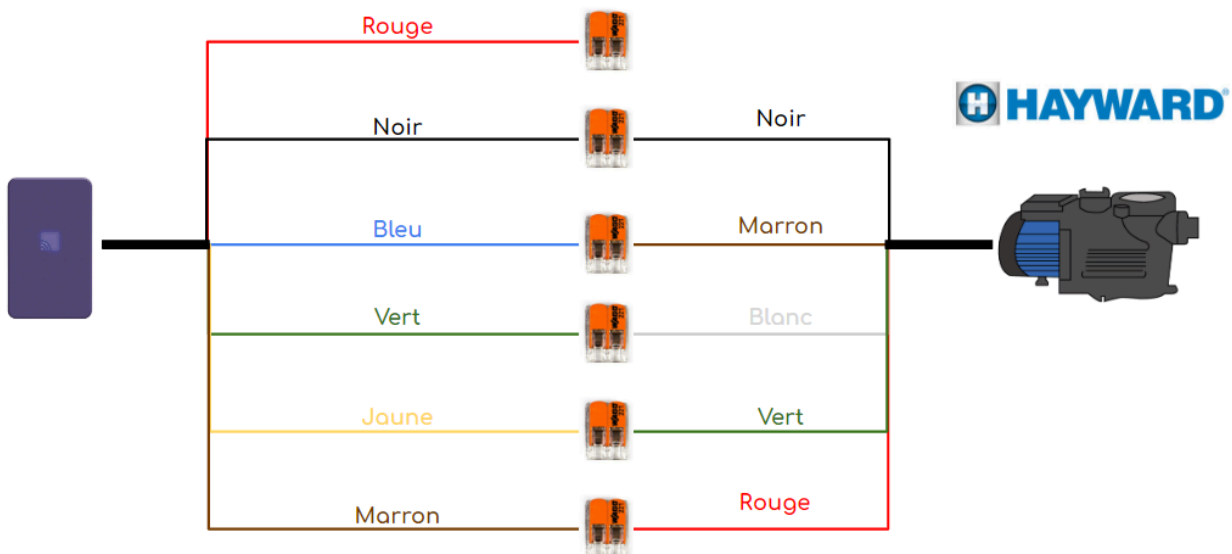 Rouge
HAYWARD®
Noir
Noir
Bleu
Marron
Vert
Blanc
Jaune
Vert
Marron
Rouge